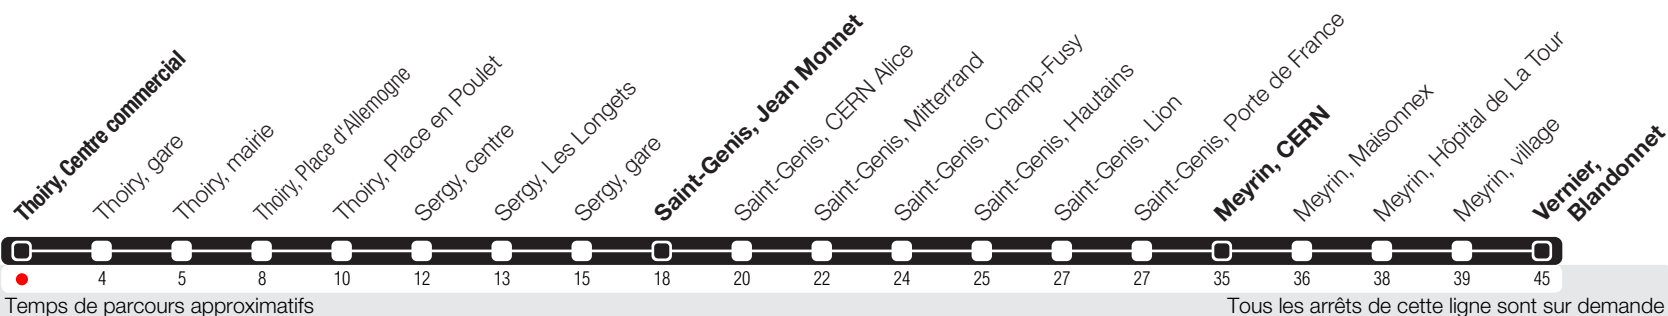 Thoiry, Centre commercial
Thoiry, gare
Thoiry, mairie
Thoiry, Place d'Allemogne
Thoiry, Place en Poulet
Sergy, centre
Sergy, Les Longets
Sergy, gare
Saint-Genis, Jean Monnet
Saint-Genis, CERN Alice
Saint-Genis, Mitterrand
Saint-Genis, Champ-Fusy
Saint-Genis, Hautains
Saint-Genis, Lion
Saint-Genis, Porte de France
Meyrin, CERN
Meyrin, Maisonnex
Meyrin, Hôpital de La Tour
Meyrin, village
Vernier,
Blandonnet
4 5 8 10 12 13 15 18 20 22 24 25 27 27 35 36 38 39 45
Temps de parcours approximatifs
Tous les arrêts de cette ligne sont sur demande